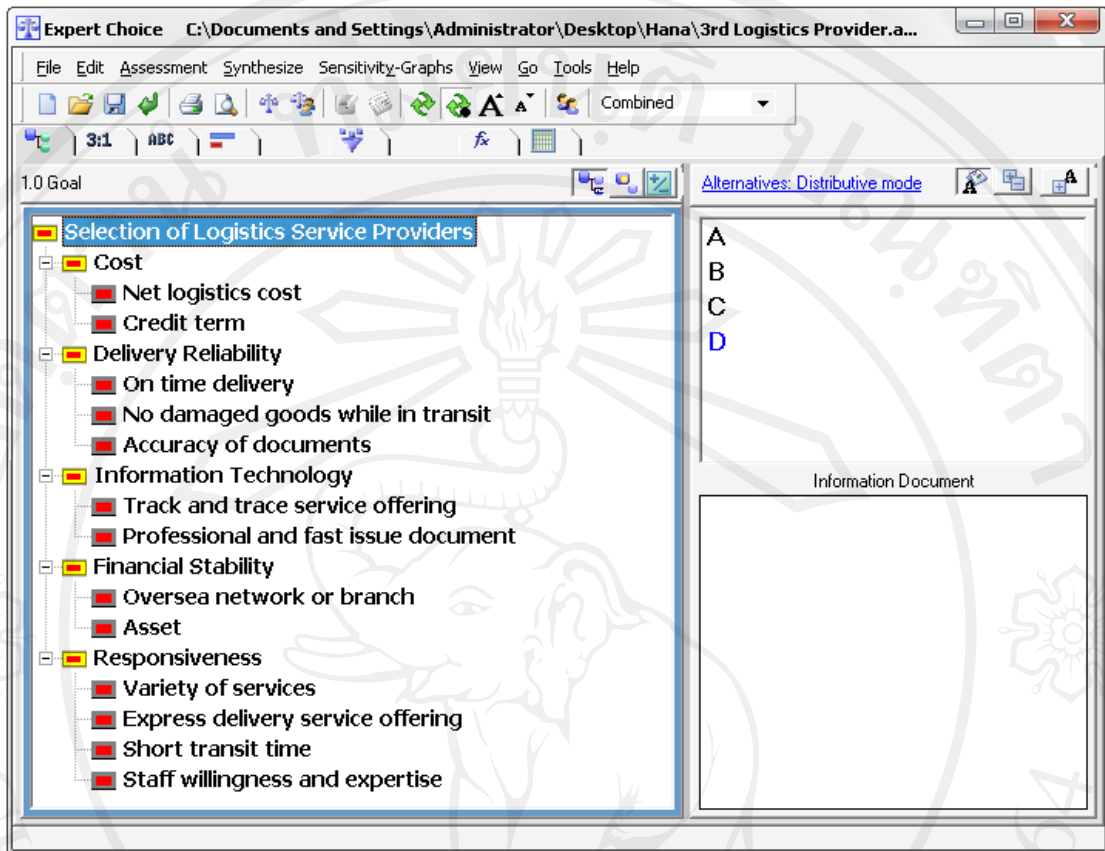 Expert Choice C:\Documents and Settings\Administrator\Desktop\Hana\3rd Logistics Provider.a...
File Edit Assessment Synthesize Sensitivity-Graphs View Go Tools Help
A A Combined
3:1 ABC fx
1.0 Goal
Alternatives: Distributive mode
A A
Selection of Logistics Service Providers
Cost
Net logistics cost
Credit term
Delivery Reliability
On time delivery
No damaged goods while in transit
Accuracy of documents
Information Technology
Track and trace service offering
Professional and fast issue document
Financial Stability
Oversea network or branch
Asset
Responsiveness
Variety of services
Express delivery service offering
Short transit time
Staff willingness and expertise
A
B
C
D
Information Document